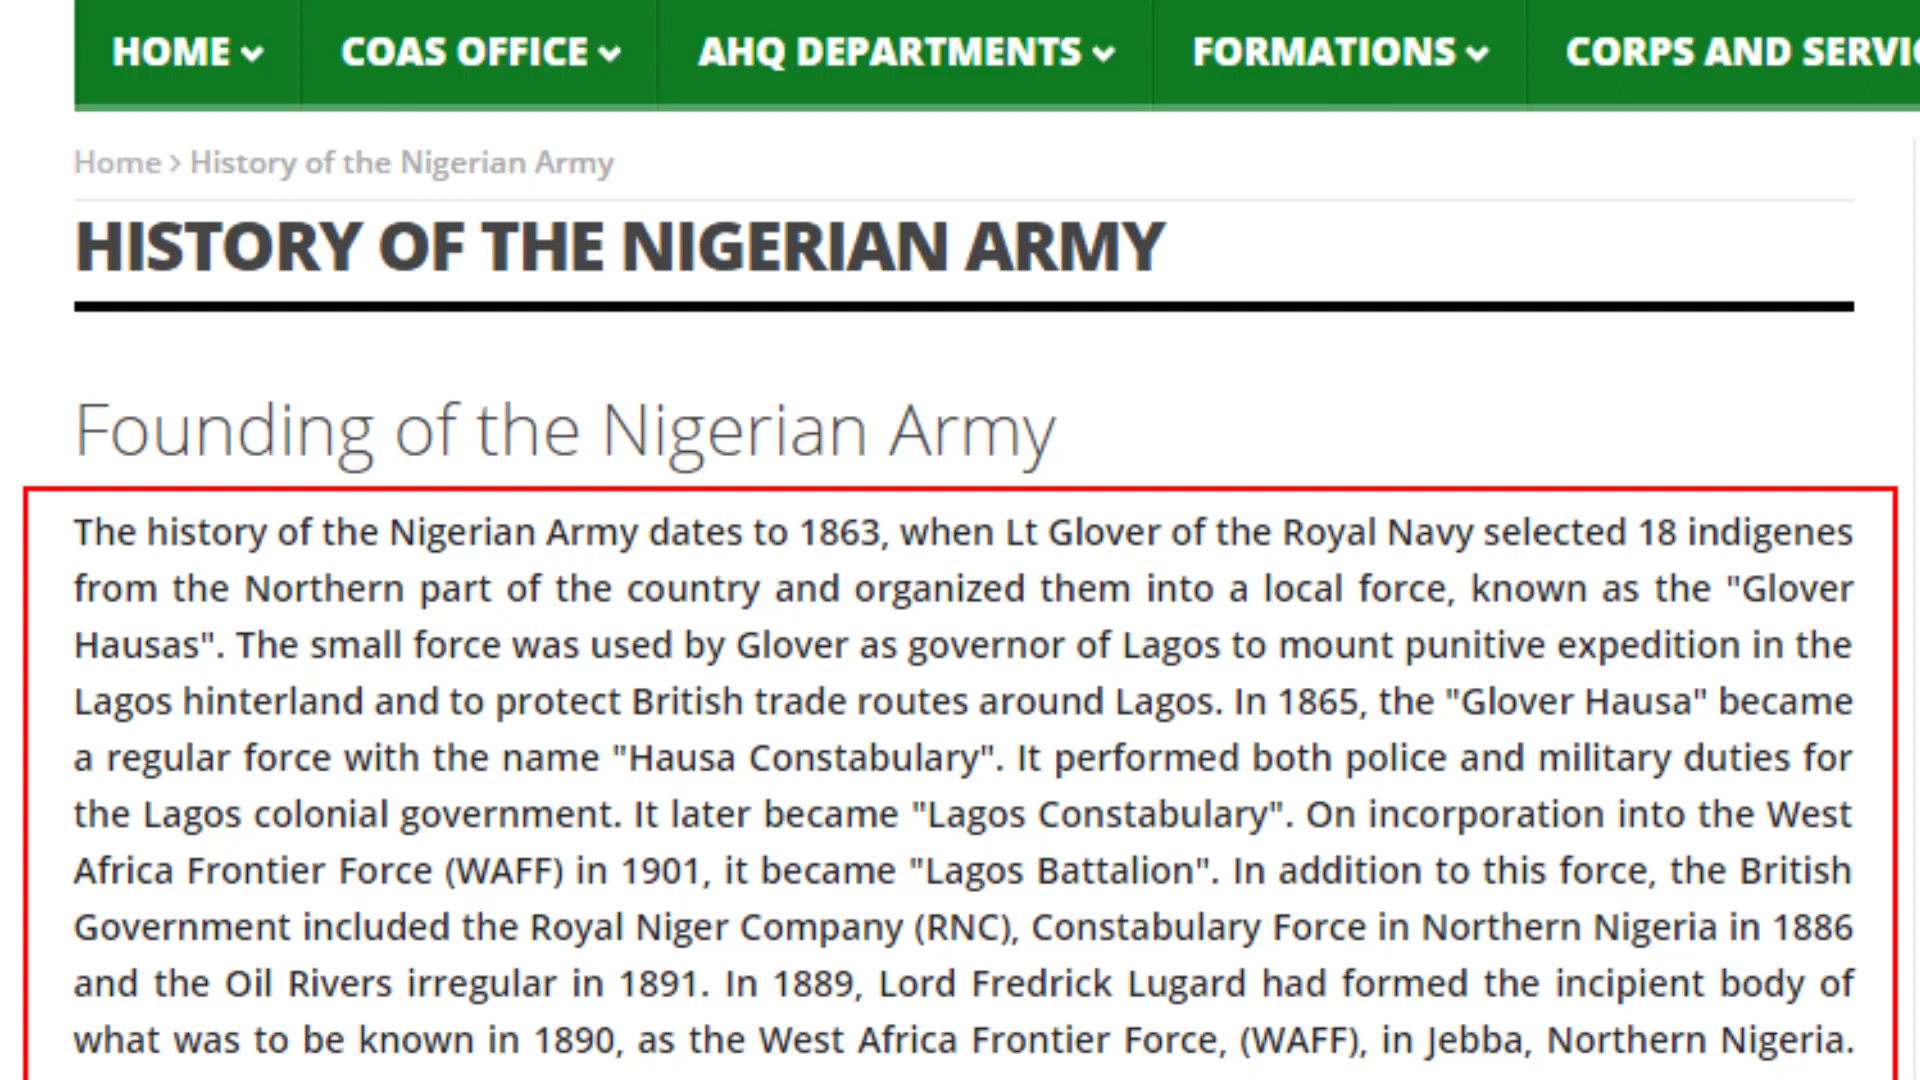 HOME
COAS OFFICE
AHQ DEPARTMENTS
FORMATIONS
CORPS AND
Home > History of the Nigerian Army
HISTORY OF THE NIGERIAN ARMY
Founding of the Nigerian Army
The history of the Nigerian Army dates to 1863, when Lt Glover of the Royal Navy selected 18 indigenes
from the Northern part of the country and organized them into a local force, known as the "Glover
Hausas". The small force was used by Glover as governor of Lagos to mount punitive expedition in the
Lagos hinterland and to protect British trade routes around Lagos. In 1865, the "Glover Hausa" became
a regular force with the name "Hausa Constabulary". It performed both police and military duties for
the Lagos colonial government. It later became "Lagos Constabulary". On incorporation into the West
Africa Frontier Force (WAFF) in 1901, it became "Lagos Battalion". In addition to this force, the British
Government included the Royal Niger Company (RNC), Constabulary Force in Northern Nigeria in 1886
and the Oil Rivers irregular in 1891. In 1889, Lord Fredrick Lugard had formed the incipient body of
what was to be known in 1890, as the West Africa Frontier Force, (WAFF), in Jebba, Northern Nigeria.